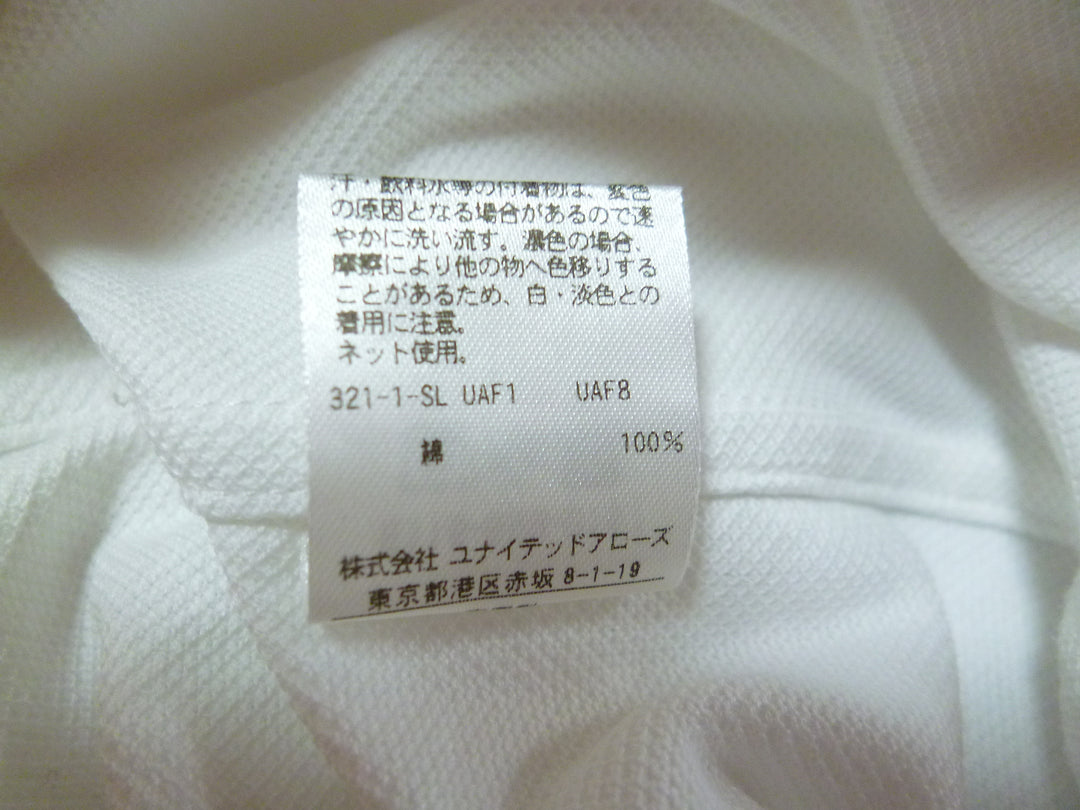 汗・飲料水等の付着物は、変色
の原因となる場合があるので速
やかに洗い流す。濃色の場合、
摩擦により他の物へ色移りする
ことがあるため、白・淡色との
着用に注意。
ネット使用。
321-1-SL UAF1 UAF8
綿 100%
株式会社 ユナイテッドアローズ
東京都港区赤坂 8-1-19